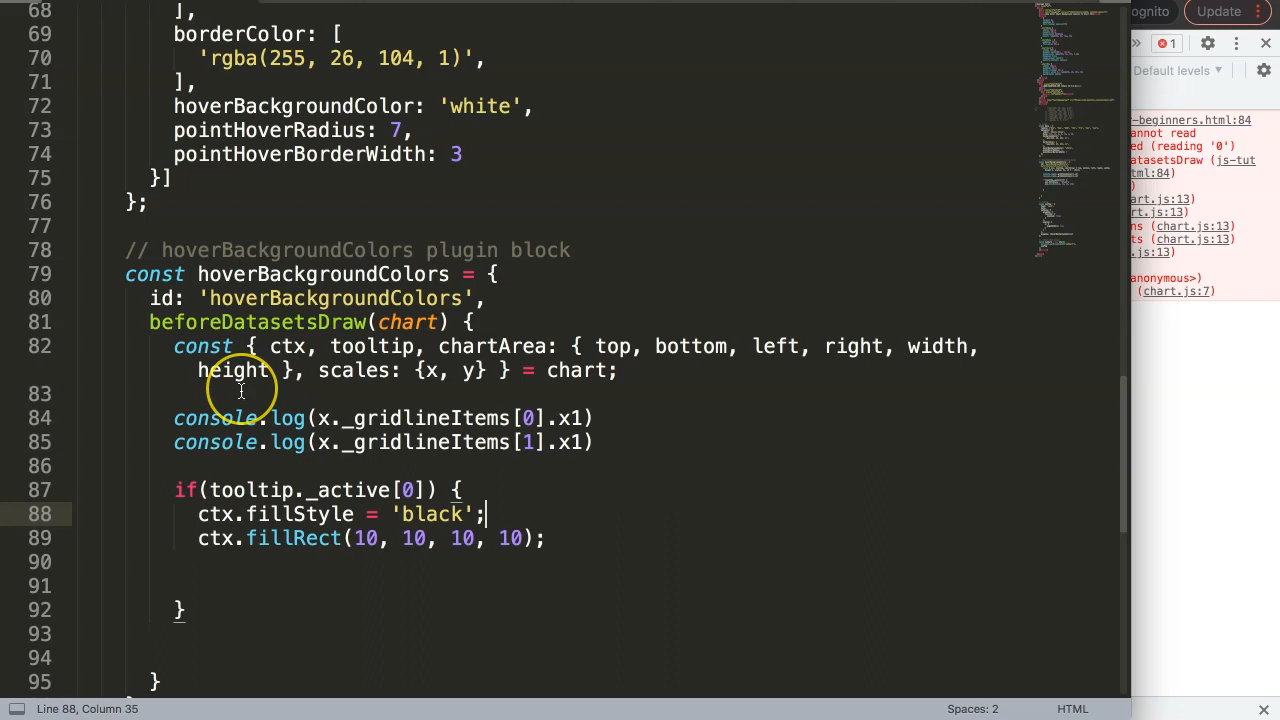 68 ],
69 borderColor: [
70 'rgba(255, 26, 104, 1)',
71 ],
72 hoverBackgroundColor: 'white',
73 pointHoverRadius: 7,
74 pointHoverBorderWidth: 3
75 }]
76 };
77
78 // hoverBackgroundcolors plugin block
79 const hoverBackgroundColors = {
80 id: 'hoverBackgroundColors',
81 beforeDatasetsDraw(chart) {
82 const { ctx, tooltip, chartArea: { top, bottom, left, right, width,
height }, scales: {x, y} } = chart;
83
84 console.log(x._gridlineItems[0].x1)
85 console.log(x._gridlineItems[1].x1)
86
87 if(tooltip._active[0]) {
88 ctx.fillStyle = 'black';
89 ctx.fillRect(10, 10, 10, 10);
90
91
92 }
93
94
95 }
Line 88, Column 35
Spaces: 2
HTML
ognito
Update
» 1
Default levels
-beginners.html:84
annot read
ed (reading '0')
atasetsDraw (js-tut
tml:84)
)
(chart.js:13)
rt.js:13)
ns (chart.js:13)
ts (chart.js:13)
.js:13)
anonymous>)
(chart.js:7)